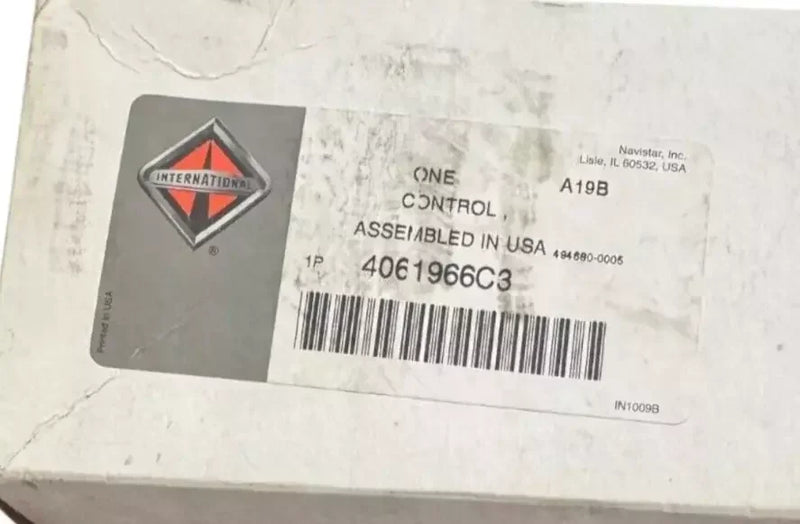 INTERNATIONAL
®
Printed in USA
Navistar, Inc.
Lisle, IL 60532, USA
ONE
A19B
CONTROL,
ASSEMBLED IN USA 494680-0005
1P 4061966C3
IN1009B